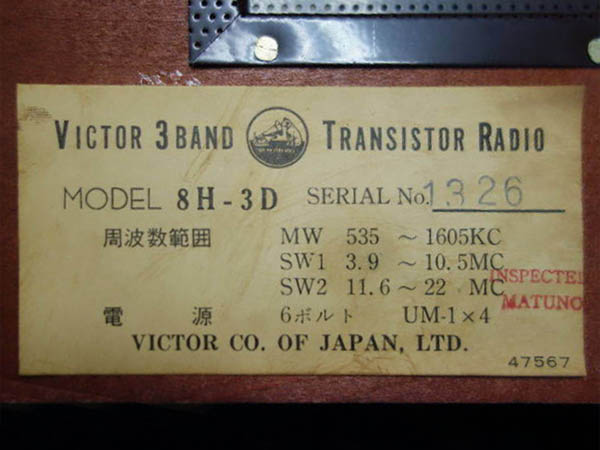 VICTOR 3 BAND TRANSISTOR RADIO
MODEL 8H-3D SERIAL No. 1326
周波数範囲 MW 535 ~ 1605KC
SW1 3.9 ~ 10.5MC
SW2 11.6 ~ 22 MC
INSPECTED
MATUNO
電源 6ボルト UM-1×4
VICTOR CO. OF JAPAN, LTD.
47567